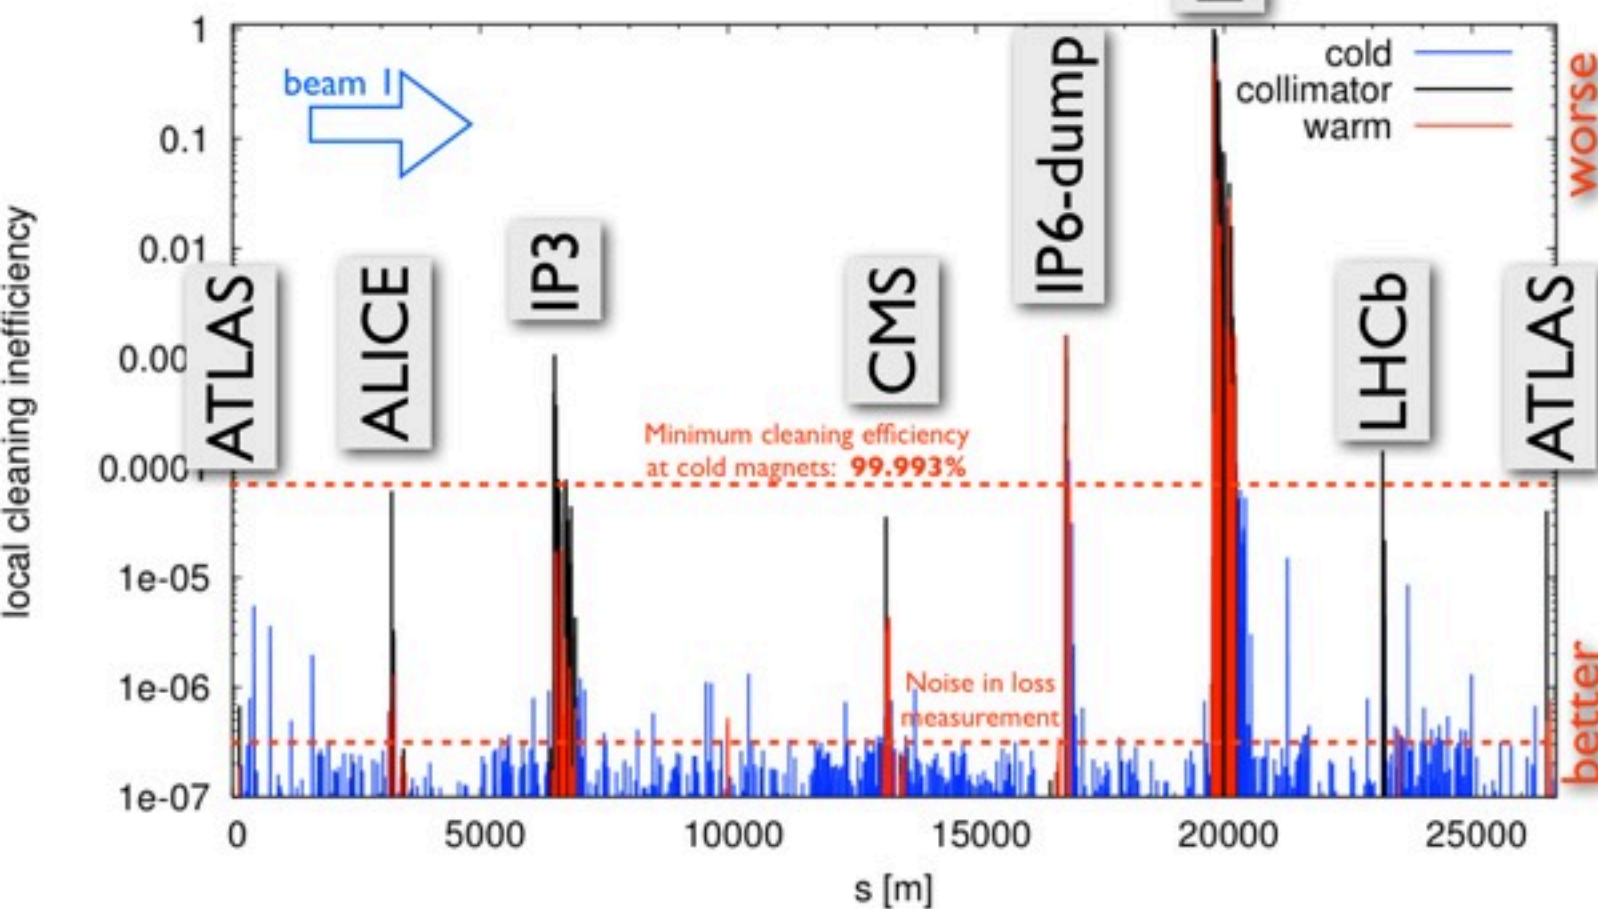 beam 1
cold
collimator
warm
worse
better
local cleaning inefficiency
1
0.1
0.01
0.00
0.000
1e-05
1e-06
1e-07
ATLAS
ALICE
IP3
CMS
IP6-dump
LHCb
ATLAS
Minimum cleaning efficiency
at cold magnets: 99.993%
Noise in loss
measurement
0
5000
10000
15000
20000
25000
s [m]